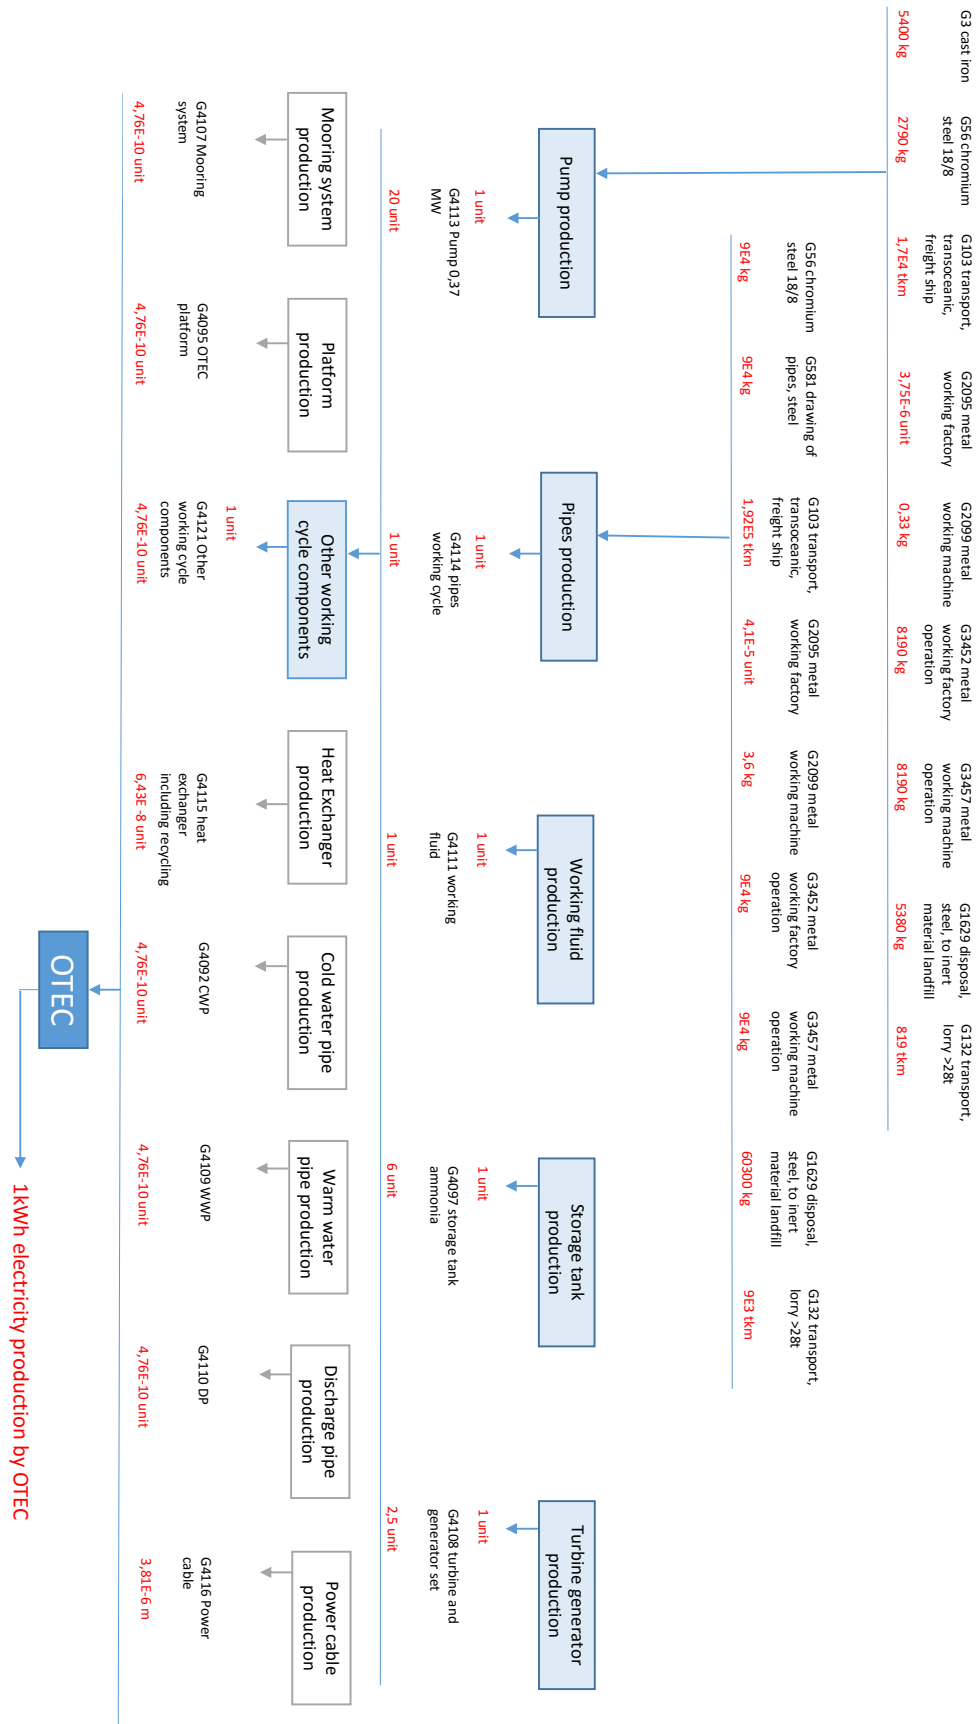 G3 cast iron
5400 kg
G56 chromium
steel 18/8
2790 kg
G103 transport,
transoceanic,
freight ship
1,7E4 tkm
G2095 metal
working factory
3,75E-6 unit
G2099 metal
working machine
0,33 kg
G3452 metal
working factory
operation
8190 kg
G3457 metal
working machine
operation
8190 kg
G1629 disposal,
steel, to inert
material landfill
5380 kg
G132 transport,
lorry >28t
819 tkm
G56 chromium
steel 18/8
9E4 kg
G581 drawing of
pipes, steel
9E4 kg
G103 transport,
transoceanic,
freight ship
1,92E5 tkm
G2095 metal
working factory
4,1E-5 unit
G2099 metal
working machine
3,6 kg
G3452 metal
working factory
operation
9E4 kg
G3457 metal
working machine
operation
9E4 kg
G1629 disposal,
steel, to inert
material landfill
60300 kg
G132 transport,
lorry >28t
9E3 tkm
Pump production
Pipes production
Working fluid
production
Storage tank
production
Turbine generator
production
1 unit
G4113 Pump 0,37
MW
20 unit
1 unit
G4114 pipes
working cycle
1 unit
1 unit
G4111 working
fluid
1 unit
1 unit
G4097 storage tank
ammonia
6 unit
1 unit
G4108 turbine and
generator set
2,5 unit
Mooring system
production
Platform
production
Other working
cycle components
Heat Exchanger
production
Cold water pipe
production
Warm water
pipe production
Discharge pipe
production
Power cable
production
G4107 Mooring
system
4,76E-10 unit
G4095 OTEC
platform
4,76E-10 unit
1 unit
G4121 Other
working cycle
components
4,76E-10 unit
G4115 heat
exchanger
including recycling
6,43E -8 unit
G4092 CWP
4,76E-10 unit
G4109 WWP
4,76E-10 unit
G4110 DP
4,76E-10 unit
G4116 Power
cable
3,81E-6 m
OTEC
1kWh electricity production by OTEC